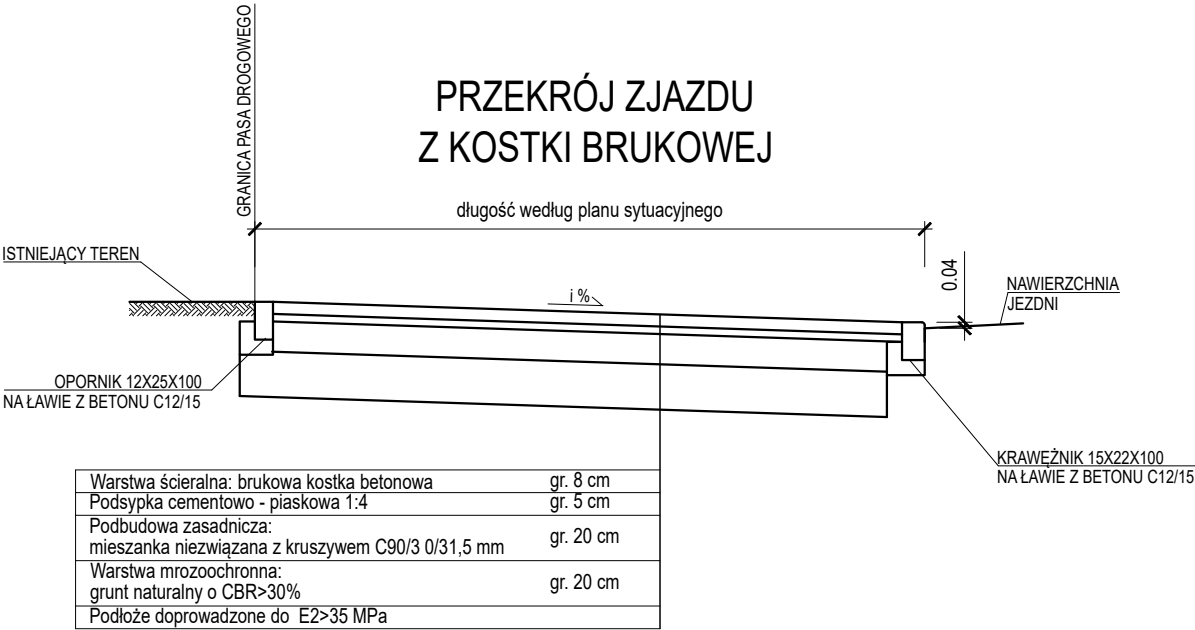 GRANICA PASA DROGOWEGO
PRZEKRÓJ ZJAZDU
Z KOSTKI BRUKOWEJ
długość według planu sytuacyjnego
ISTNIEJĄCY TEREN
i %
0.04
NAWIERZCHNIA
JEZDNI
OPORNIK 12X25X100
NA ŁAWIE Z BETONU C12/15
KRAWĘŻNIK 15X22X100
NA ŁAWIE Z BETONU C12/15
Warstwa ścieralna: brukowa kostka betonowa gr. 8 cm
Podsypka cementowo - piaskowa 1:4 gr. 5 cm
Podbudowa zasadnicza:
mieszanka niezwiązana z kruszywem C90/3 0/31,5 mm gr. 20 cm
Warstwa mrozoochronna:
grunt naturalny o CBR>30% gr. 20 cm
Podłoże doprowadzone do E2>35 MPa